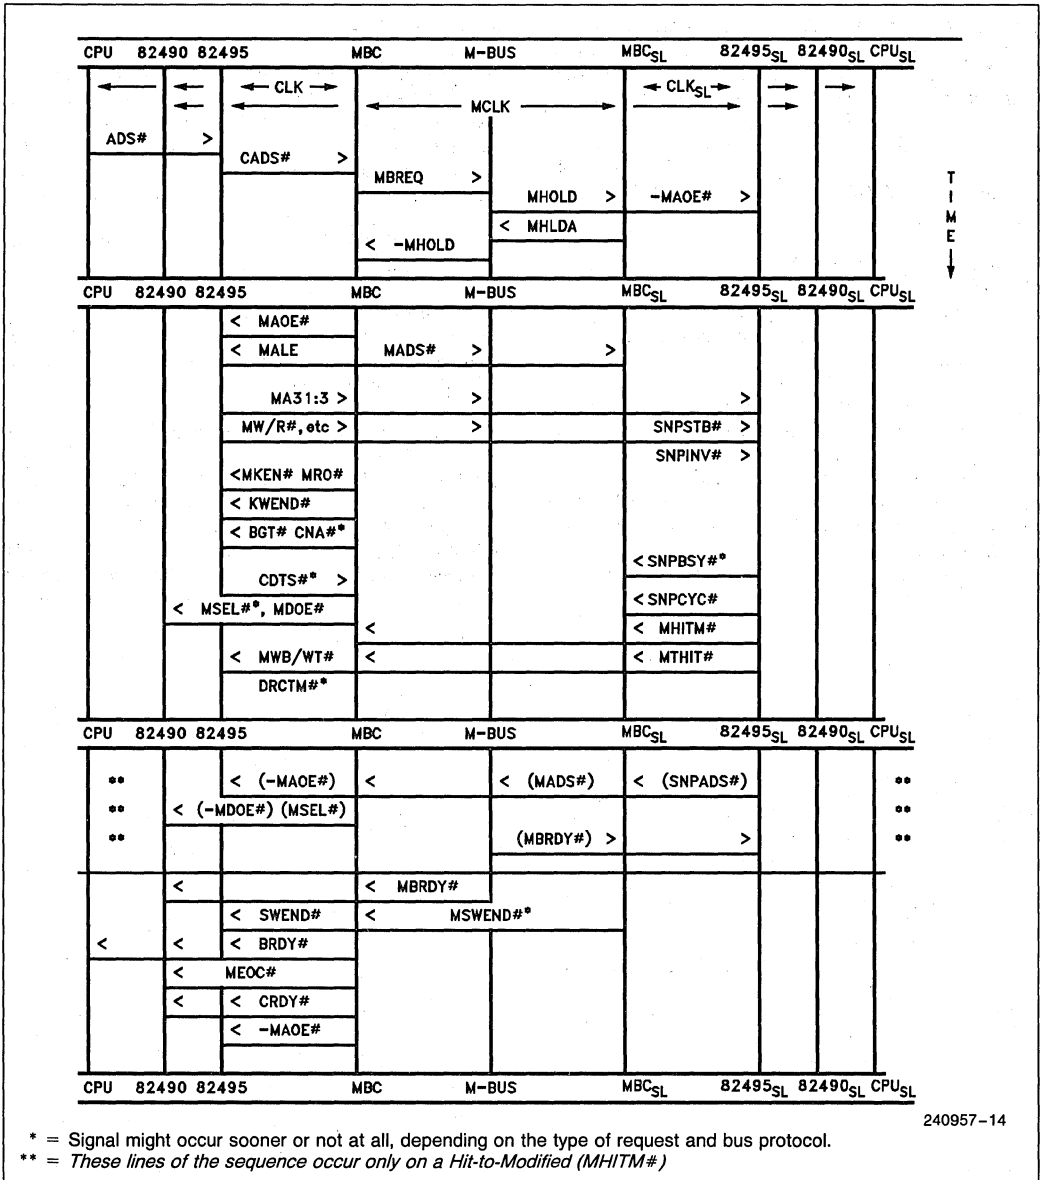 CPU 82490 82495 MBC M-BUS MBCSL 82495SL 82490SL CPUSL
← ← ← CLK → ← CLKSL → → →
← ← ← MCLK → → →
ADS# >
CADS# >
MBREQ >
MHOLD > -MAOE# >
< MHLDA
< -MHOLD
T
I
M
E
↓
CPU 82490 82495 MBC M-BUS MBCSL 82495SL 82490SL CPUSL
< MAOE#
< MALE MADS# > >
MA31:3 > > >
MW/R#,etc > > SNPSTB# >
SNPINV# >
<MKEN# MRO#
< KWEND#
< BGT# CNA#*
<SNPBSY#*
CDTS#* >
<SNPCYC#
< MSEL#*, MDOE#
< < MHITM#
< MWB/WT# < < MTHIT#
DRCTM#*
CPU 82490 82495 MBC M-BUS MBCSL 82495SL 82490SL CPUSL
** < (-MAOE#) < < (MADS#) < (SNPADS#) **
** < (-MDOE#) (MSEL#) **
** (MBRDY#) > > **
< < MBRDY#
< SWEND# < MSWEND#*
< < < BRDY#
< MEOC#
< < CRDY#
< -MAOE#
CPU 82490 82495 MBC M-BUS MBCSL 82495SL 82490SL CPUSL
240957-14
* = Signal might occur sooner or not at all, depending on the type of request and bus protocol.
** = These lines of the sequence occur only on a Hit-to-Modified (MHITM#)